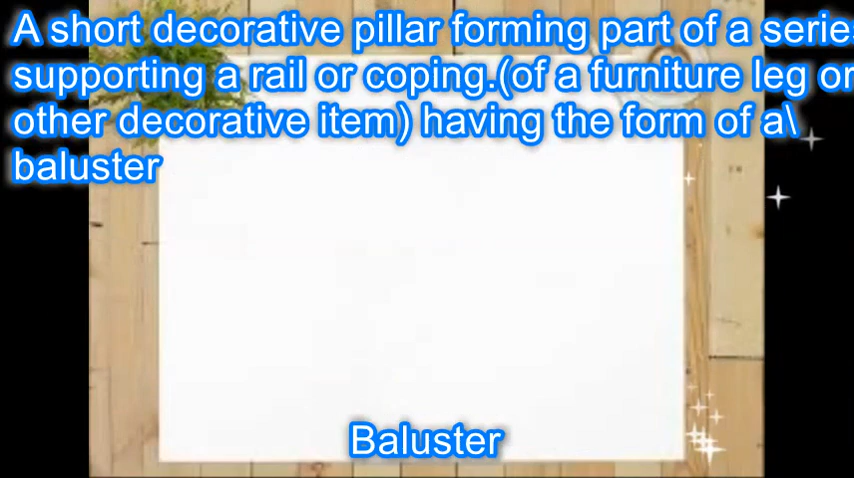 A short decorative pillar forming part of a serie
supporting a rail or coping.(of a furniture leg or
other decorative item) having the form of a\
baluster
Baluster